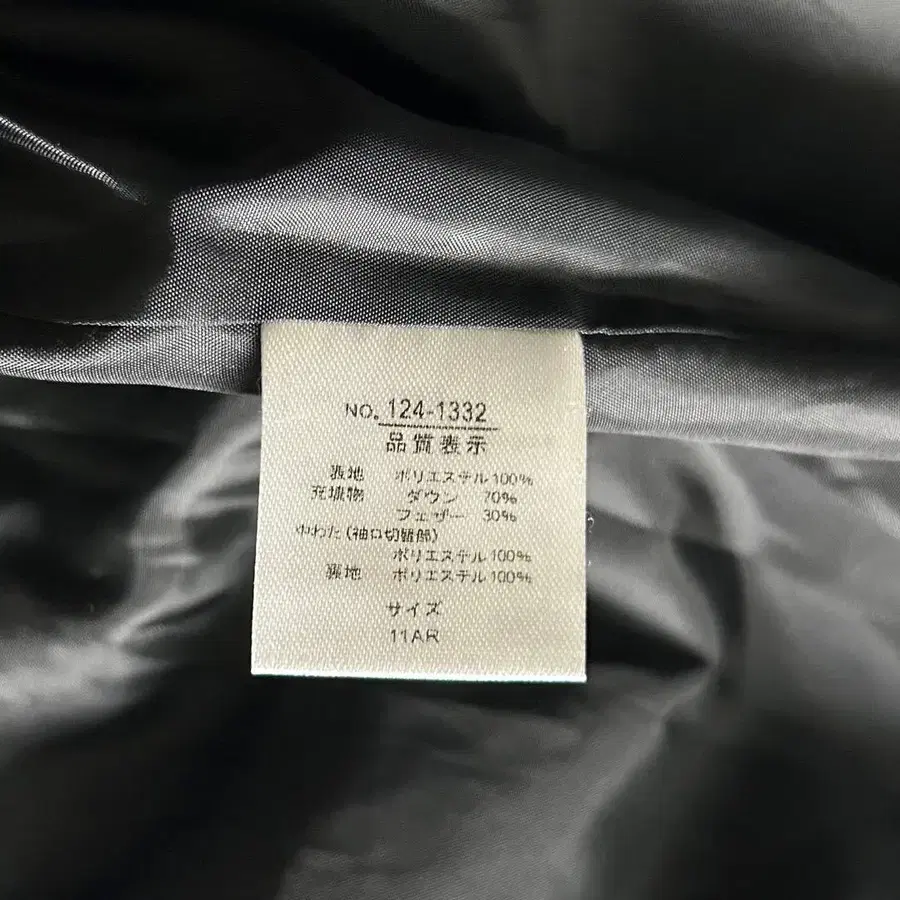 NO. 124-1332
品質表示
表地 ポリエステル100%
充填物 ダウン 70%
フェザー 30%
中わた (袖口切替部)
ポリエステル100%
裏地 ポリエステル100%
サイズ
11AR